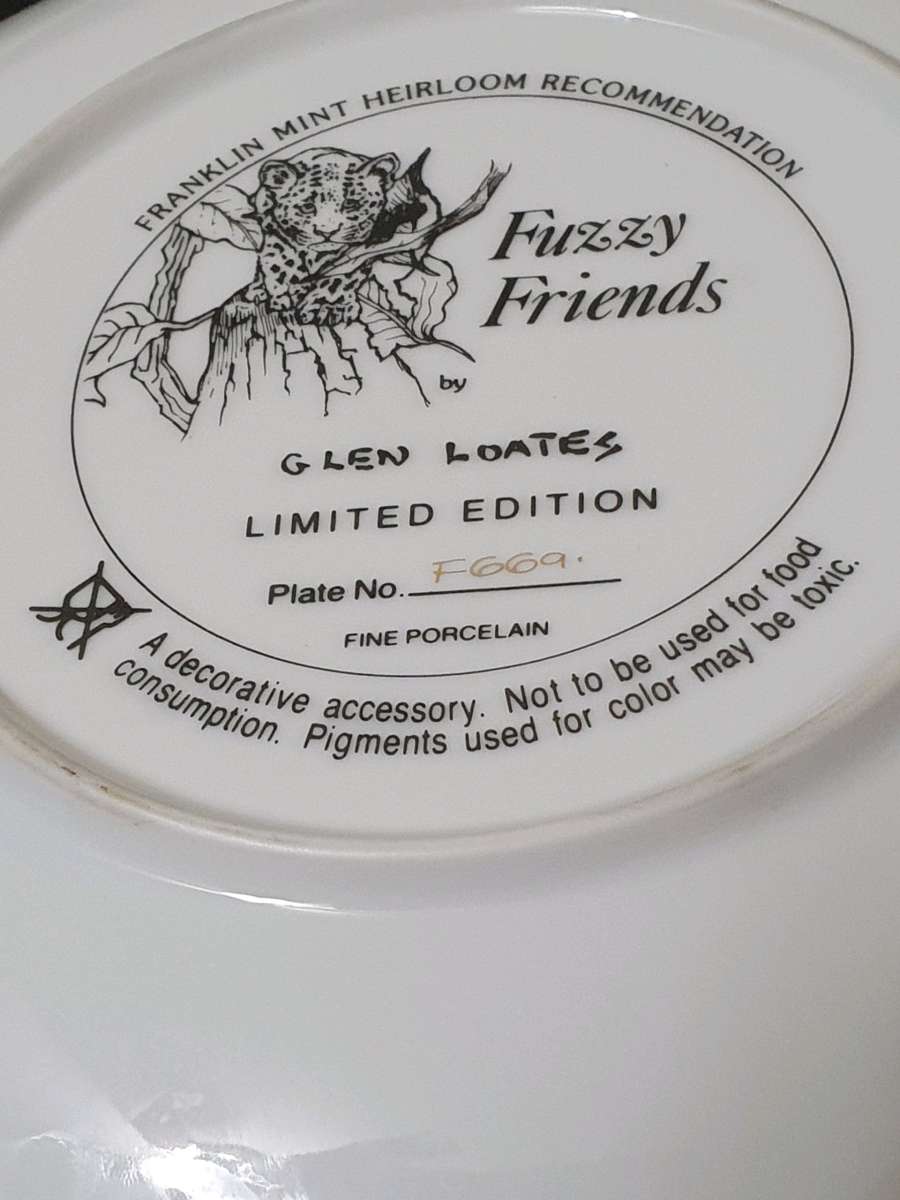 FRANKLIN MINT HEIRLOOM RECOMMENDATION
Fuzzy
Friends
by
GLEN LOATES
LIMITED EDITION
Plate No. F669.
FINE PORCELAIN
A decorative accessory. Not to be used for food
consumption. Pigments used for color may be toxic.